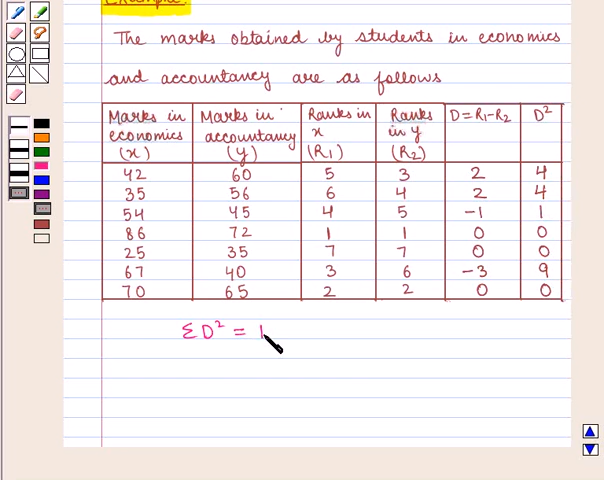 Example:
The marks obtained by students in economics
and accountancy are as follows
Marks in economics (x) Marks in accountancy (y) Ranks in x (R1) Ranks in y (R2) D = R1-R2 D²
42 60 5 3 2 4
35 56 6 4 2 4
54 45 4 5 -1 1
86 72 1 1 0 0
25 35 7 7 0 0
67 40 3 6 -3 9
70 65 2 2 0 0
ΣD² = 1